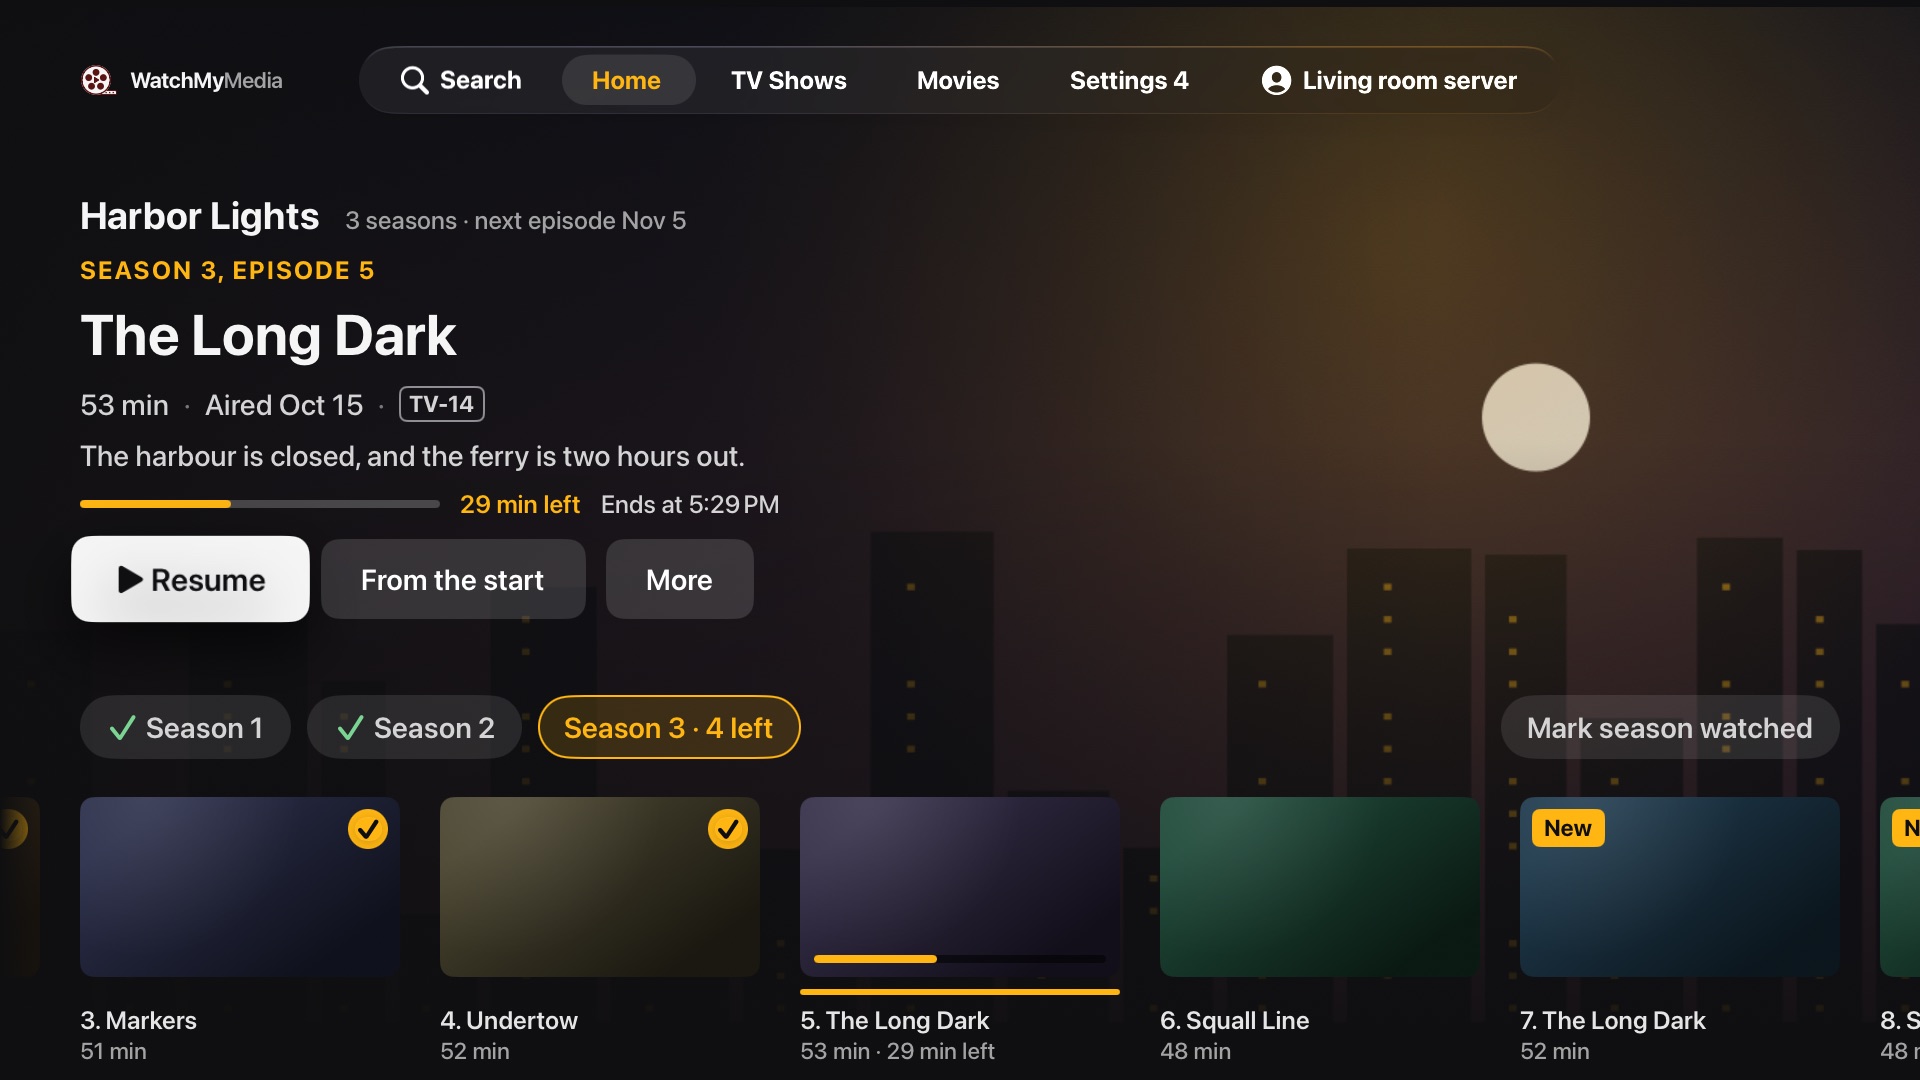 WatchMyMedia
Search Home TV Shows Movies Settings 4 Living room server
Harbor Lights 3 seasons · next episode Nov 5
SEASON 3, EPISODE 5
The Long Dark
53 min · Aired Oct 15 · TV-14
The harbour is closed, and the ferry is two hours out.
29 min left Ends at 5:29 PM
Resume From the start More
Season 1 Season 2 Season 3 · 4 left Mark season watched
New
3. Markers
51 min
4. Undertow
52 min
5. The Long Dark
53 min · 29 min left
6. Squall Line
48 min
7. The Long Dark
52 min
8.
48